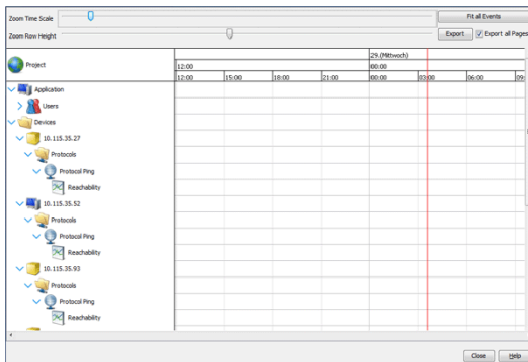 Zoom Time Scale
Fit all Events
Zoom Row Height
Export
Export all Pages
Project
29.(Mittwoch)
12:00 00:00
12:00 15:00 18:00 21:00 00:00 03:00 06:00 09:
Application
Users
Devices
10.115.35.27
Protocols
Protocol Ping
Reachability
10.115.35.52
Protocols
Protocol Ping
Reachability
10.115.35.93
Protocols
Protocol Ping
Reachability
Close Help